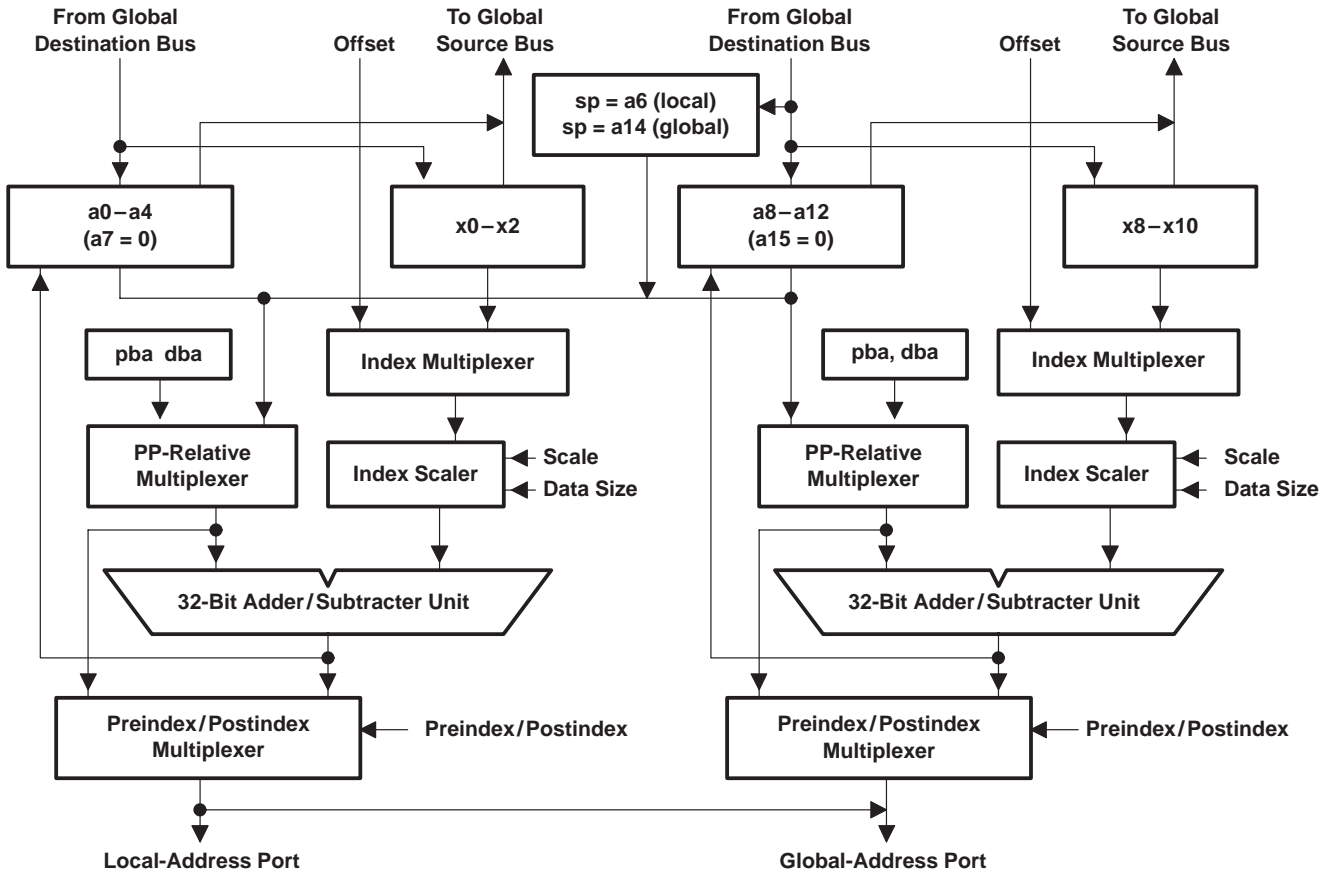 From Global
Destination Bus
Offset
To Global
Source Bus
From Global
Destination Bus
Offset
To Global
Source Bus
sp = a6 (local)
sp = a14 (global)
a0–a4
(a7 = 0)
x0–x2
a8–a12
(a15 = 0)
x8–x10
pba dba
Index Multiplexer
pba, dba
Index Multiplexer
PP-Relative
Multiplexer
Index Scaler
Scale
Data Size
PP-Relative
Multiplexer
Index Scaler
Scale
Data Size
32-Bit Adder/Subtracter Unit
32-Bit Adder/Subtracter Unit
Preindex/Postindex
Multiplexer
Preindex/Postindex
Preindex/Postindex
Multiplexer
Preindex/Postindex
Local-Address Port
Global-Address Port